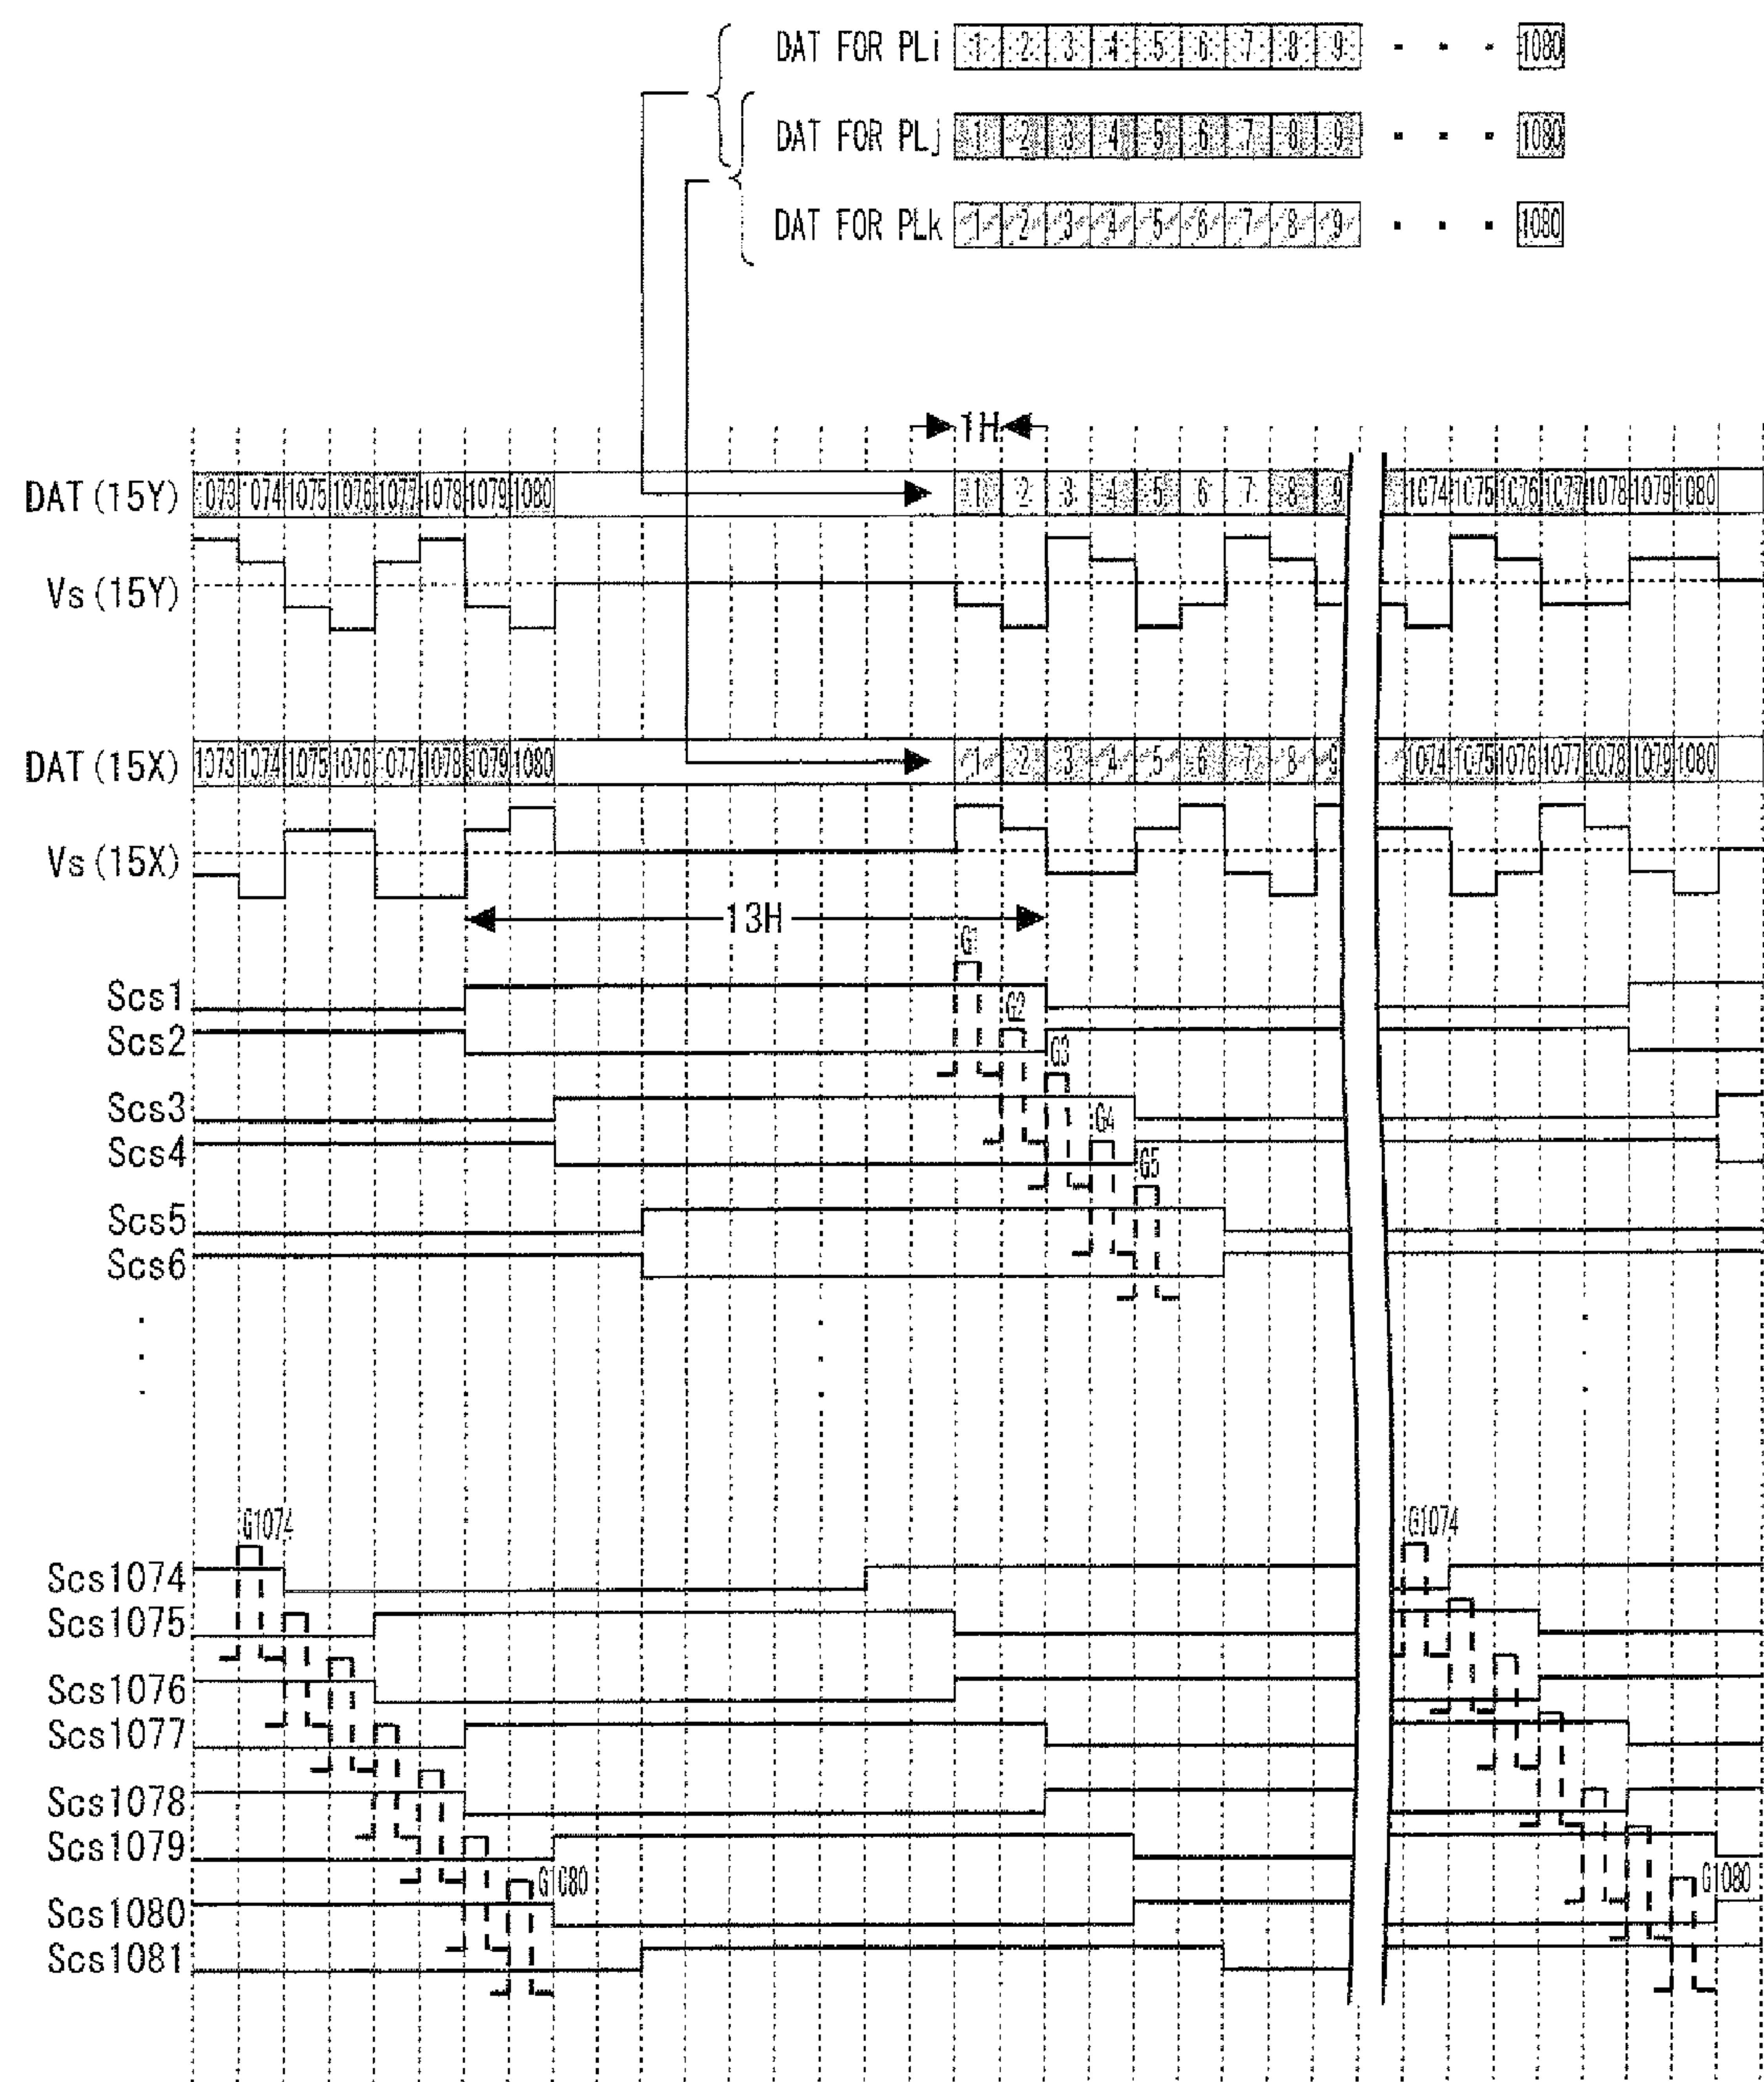 DAT FOR PLi 1 2 3 4 5 6 7 8 9 · · · 1080
DAT FOR PLj 1 2 3 4 5 6 7 8 9 · · · 1080
DAT FOR PLk 1 2 3 4 5 6 7 8 9 · · · 1080
1H
DAT (15Y) 1073 1074 1075 1076 1077 1078 1079 1080 1 2 3 4 5 6 7 8 9 1074 1075 1076 1077 1078 1079 1080
Vs (15Y)
DAT (15X) 1073 1074 1075 1076 1077 1078 1079 1080 1 2 3 4 5 6 7 8 9 1074 1075 1076 1077 1078 1079 1080
Vs (15X)
13H
G1
Scs1
G2
Scs2
G3
Scs3
G4
Scs4
G5
Scs5
Scs6
G1074 G1074
Scs1074
Scs1075
Scs1076
Scs1077
Scs1078
Scs1079
G1080 G1080
Scs1080
Scs1081